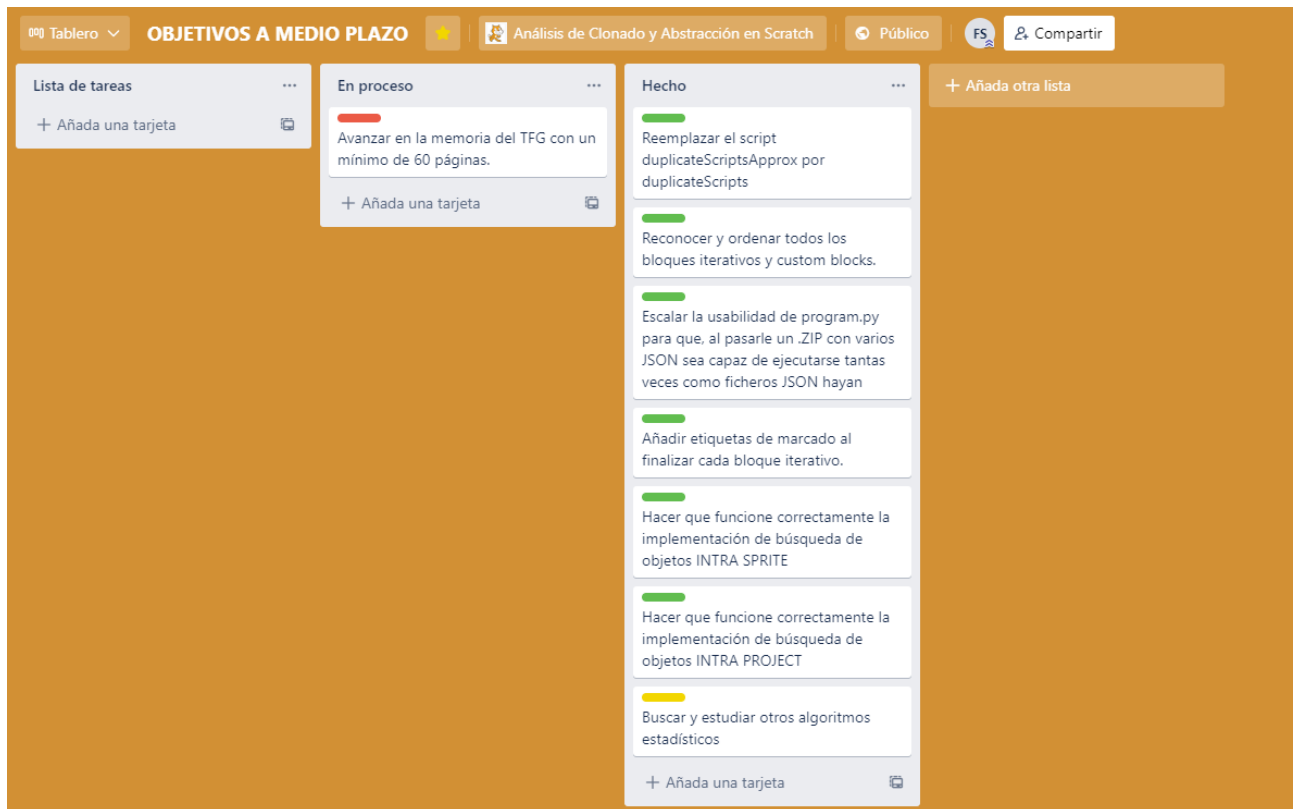 Tablero
OBJETIVOS A MEDIO PLAZO
Análisis de Clonado y Abstracción en Scratch
Público
FS
Compartir
Lista de tareas
+ Añada una tarjeta
En proceso
Avanzar en la memoria del TFG con un
mínimo de 60 páginas.
+ Añada una tarjeta
Hecho
Reemplazar el script
duplicateScriptsApprox por
duplicateScripts
Reconocer y ordenar todos los
bloques iterativos y custom blocks.
Escalar la usabilidad de program.py
para que, al pasarle un .ZIP con varios
JSON sea capaz de ejecutarse tantas
veces como ficheros JSON hayan
Añadir etiquetas de marcado al
finalizar cada bloque iterativo.
Hacer que funcione correctamente la
implementación de búsqueda de
objetos INTRA SPRITE
Hacer que funcione correctamente la
implementación de búsqueda de
objetos INTRA PROJECT
Buscar y estudiar otros algoritmos
estadísticos
+ Añada una tarjeta
+ Añada otra lista